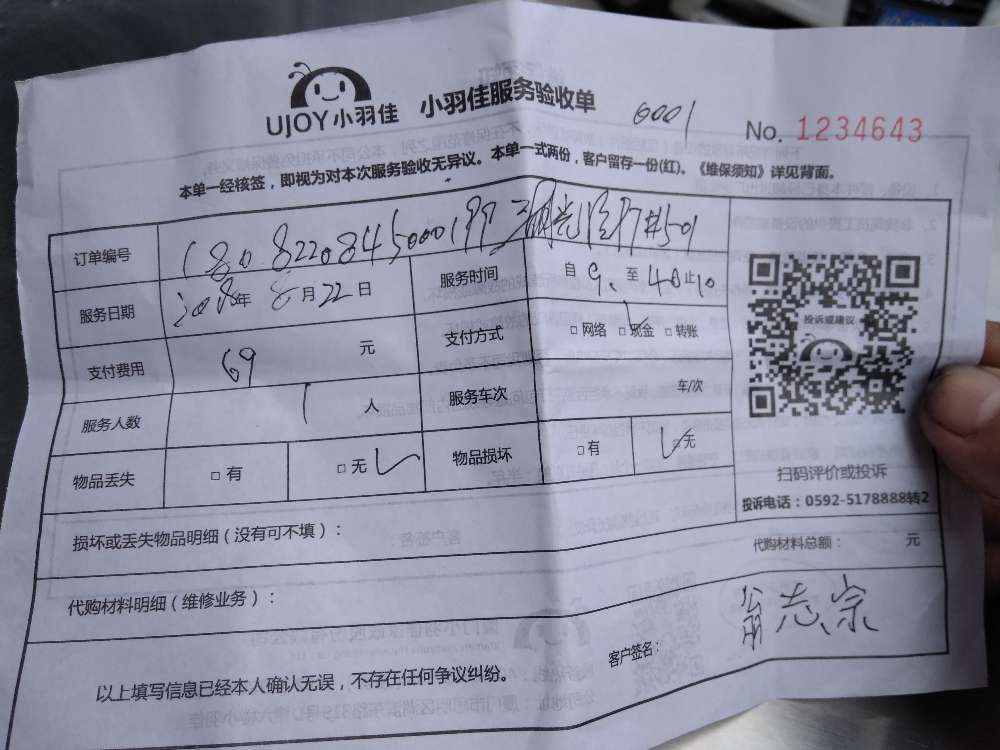 UJOY小羽佳 小羽佳服务验收单 0001 No. 1234643
本单一经核签，即视为对本次服务验收无异议。本单一式两份，客户留存一份(红)。《维保须知》详见背面。
订单编号 180822084500019
服务日期 2018年 8月22日 服务时间 自 9. 至 止
支付费用 69 元 支付方式 □网络 □现金 □转账
服务人数 1 人 服务车次 车/次
物品丢失 □有 □无 物品损坏 □有 □无
投诉或建议
扫码评价或投诉
投诉电话：0592-5178888转2
损坏或丢失物品明细（没有可不填）：
代购材料明细（维修业务）： 代购材料总额： 元
以上填写信息已经本人确认无误，不存在任何争议纠纷。 客户签名： 翁志宗